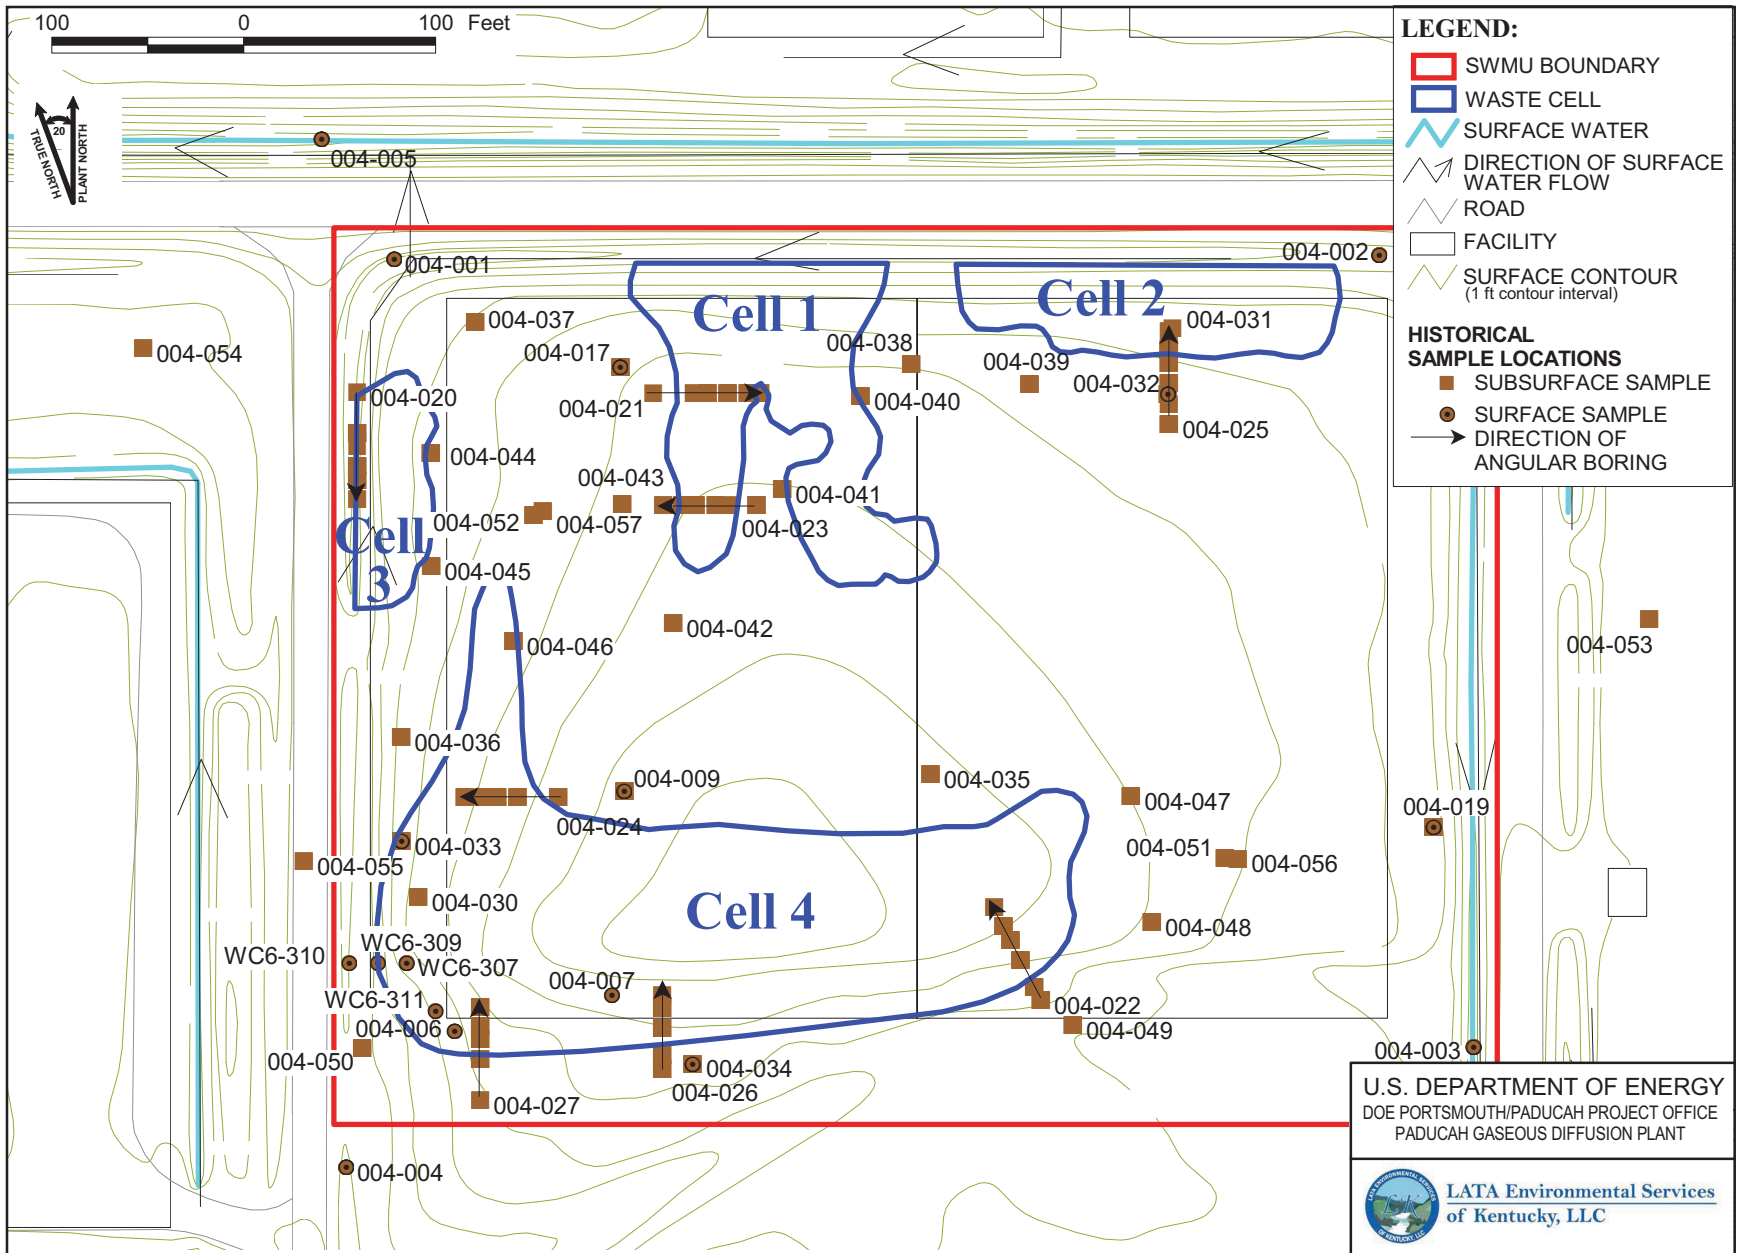 100 0 100 Feet
TRUE NORTH
20
PLANT NORTH
LEGEND:
SWMU BOUNDARY
WASTE CELL
SURFACE WATER
DIRECTION OF SURFACE
WATER FLOW
ROAD
FACILITY
SURFACE CONTOUR
(1 ft contour interval)
HISTORICAL
SAMPLE LOCATIONS
SUBSURFACE SAMPLE
SURFACE SAMPLE
DIRECTION OF
ANGULAR BORING
004-005
004-001
004-002
Cell 1
Cell 2
004-037
004-031
004-054
004-017
004-038
004-039
004-032
004-020
004-021
004-040
004-025
004-044
004-043
004-041
004-052
004-057
004-023
Cell
3
004-045
004-042
004-046
004-053
004-036
004-009
004-035
004-047
004-019
004-024
004-033
004-055
004-051
004-056
004-030
Cell 4
004-048
WC6-309
WC6-310
WC6-307
004-007
WC6-311
004-006
004-022
004-049
004-050
004-034
004-003
004-026
004-027
004-004
U.S. DEPARTMENT OF ENERGY
DOE PORTSMOUTH/PADUCAH PROJECT OFFICE
PADUCAH GASEOUS DIFFUSION PLANT
LATA ENVIRONMENTAL SERVICES
OF KENTUCKY, LLC
LATA Environmental Services
of Kentucky, LLC